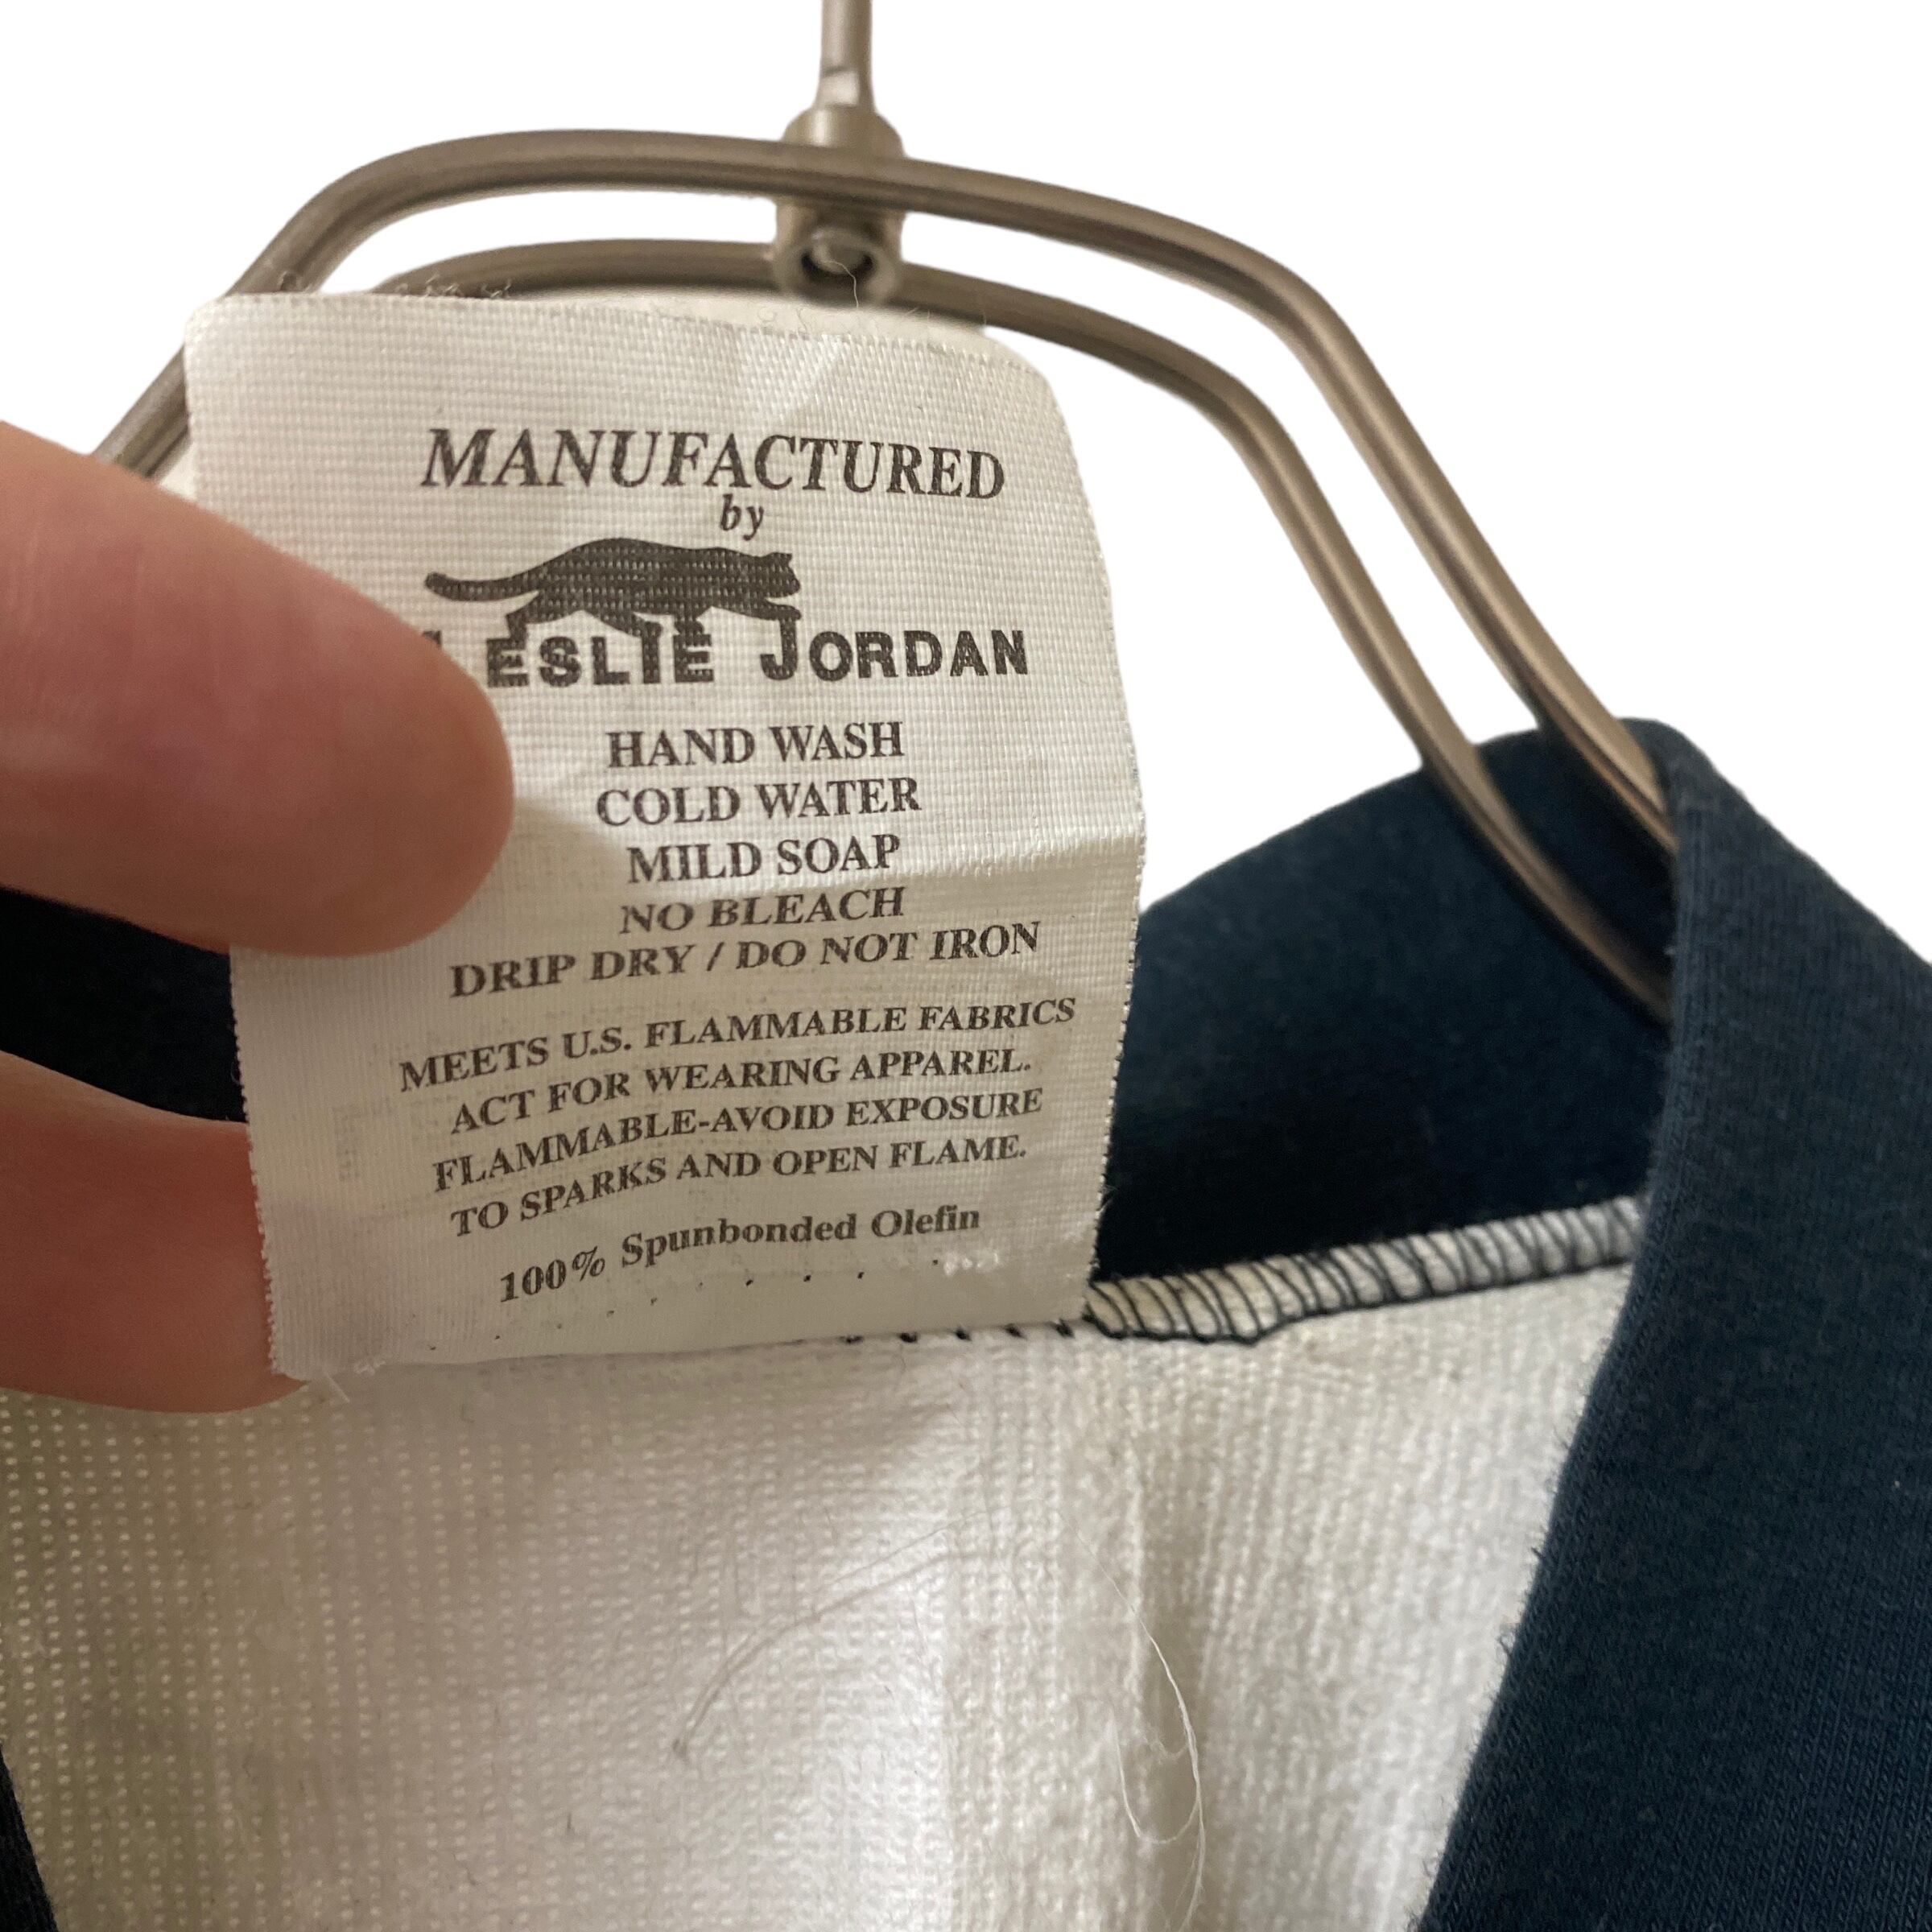 MANUFACTURED
by
LESLIE JORDAN
HAND WASH
COLD WATER
MILD SOAP
NO BLEACH
DRIP DRY / DO NOT IRON
MEETS U.S. FLAMMABLE FABRICS
ACT FOR WEARING APPAREL.
FLAMMABLE-AVOID EXPOSURE
TO SPARKS AND OPEN FLAME.
100% Spunbonded Olefin